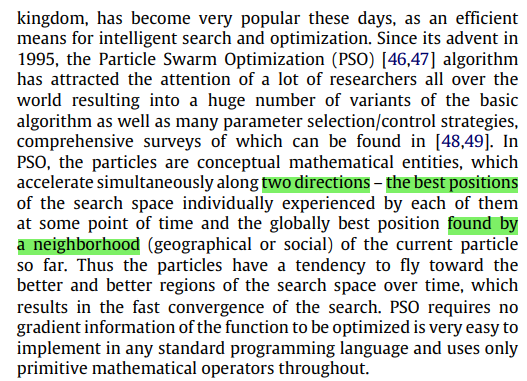 kingdom, has become very popular these days, as an efficient
means for intelligent search and optimization. Since its advent in
1995, the Particle Swarm Optimization (PSO) [46,47] algorithm
has attracted the attention of a lot of researchers all over the
world resulting into a huge number of variants of the basic
algorithm as well as many parameter selection/control strategies,
comprehensive surveys of which can be found in [48,49]. In
PSO, the particles are conceptual mathematical entities, which
accelerate simultaneously along two directions – the best positions
of the search space individually experienced by each of them
at some point of time and the globally best position found by
a neighborhood (geographical or social) of the current particle
so far. Thus the particles have a tendency to fly toward the
better and better regions of the search space over time, which
results in the fast convergence of the search. PSO requires no
gradient information of the function to be optimized is very easy to
implement in any standard programming language and uses only
primitive mathematical operators throughout.